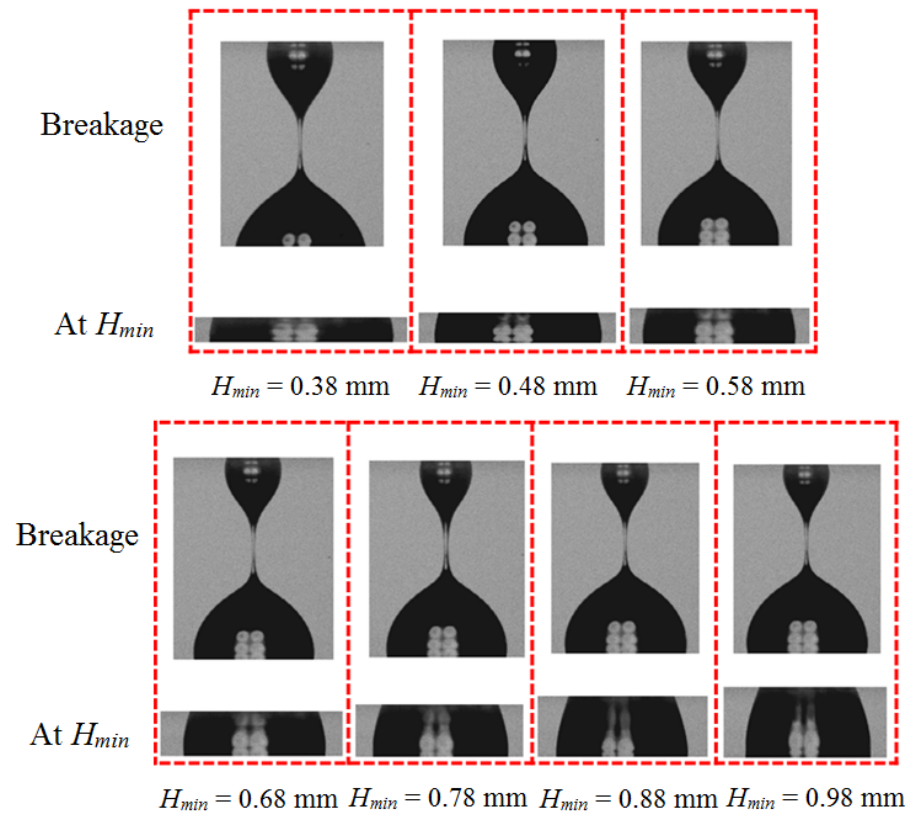 Breakage
At Hmin
Hmin = 0.38 mm Hmin = 0.48 mm Hmin = 0.58 mm
Breakage
At Hmin
Hmin = 0.68 mm Hmin = 0.78 mm Hmin = 0.88 mm Hmin = 0.98 mm